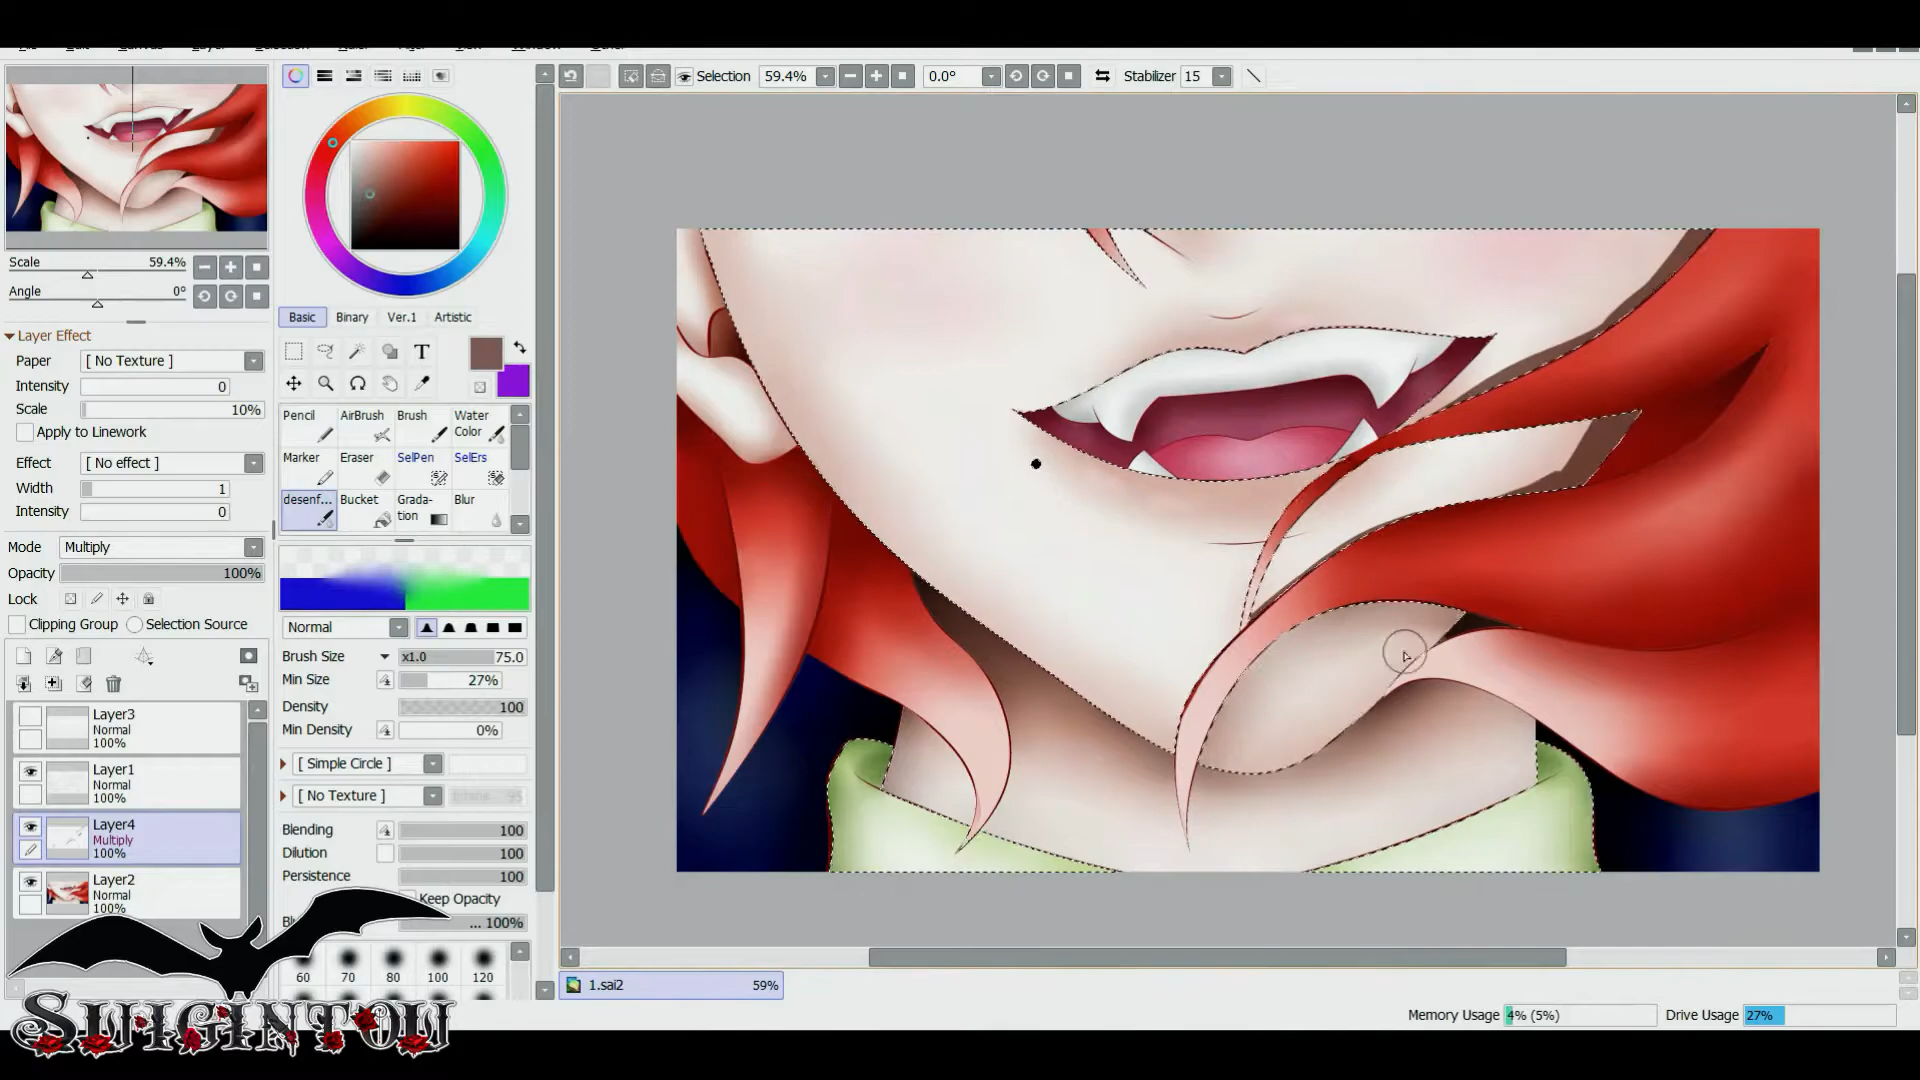 Selection 59.4% 0.0° Stabilizer 15
Scale 59.4%
Angle 0°
Layer Effect
Paper [ No Texture ]
Intensity 0
Scale 10%
Apply to Linework
Effect [ No effect ]
Width 1
Intensity 0
Mode Multiply
Opacity 100%
Lock
Clipping Group Selection Source
Layer3
Normal
100%
Layer1
Normal
100%
Layer4
Multiply
100%
Layer2
Normal
100%
Basic Binary Ver.1 Artistic
T
Pencil AirBrush Brush Water Color
Marker Eraser SelPen SelErs
desenf... Bucket Grada-tion Blur
Normal
Brush Size x1.0 75.0
Min Size 27%
Density 100
Min Density 0%
[ Simple Circle ]
[ No Texture ]
Blending 100
Dilution 100
Persistence 100
Keep Opacity
... 100%
60 70 80 100 120
1.sai2 59%
Memory Usage 4% (5%) Drive Usage 27%
SUIGINTOU